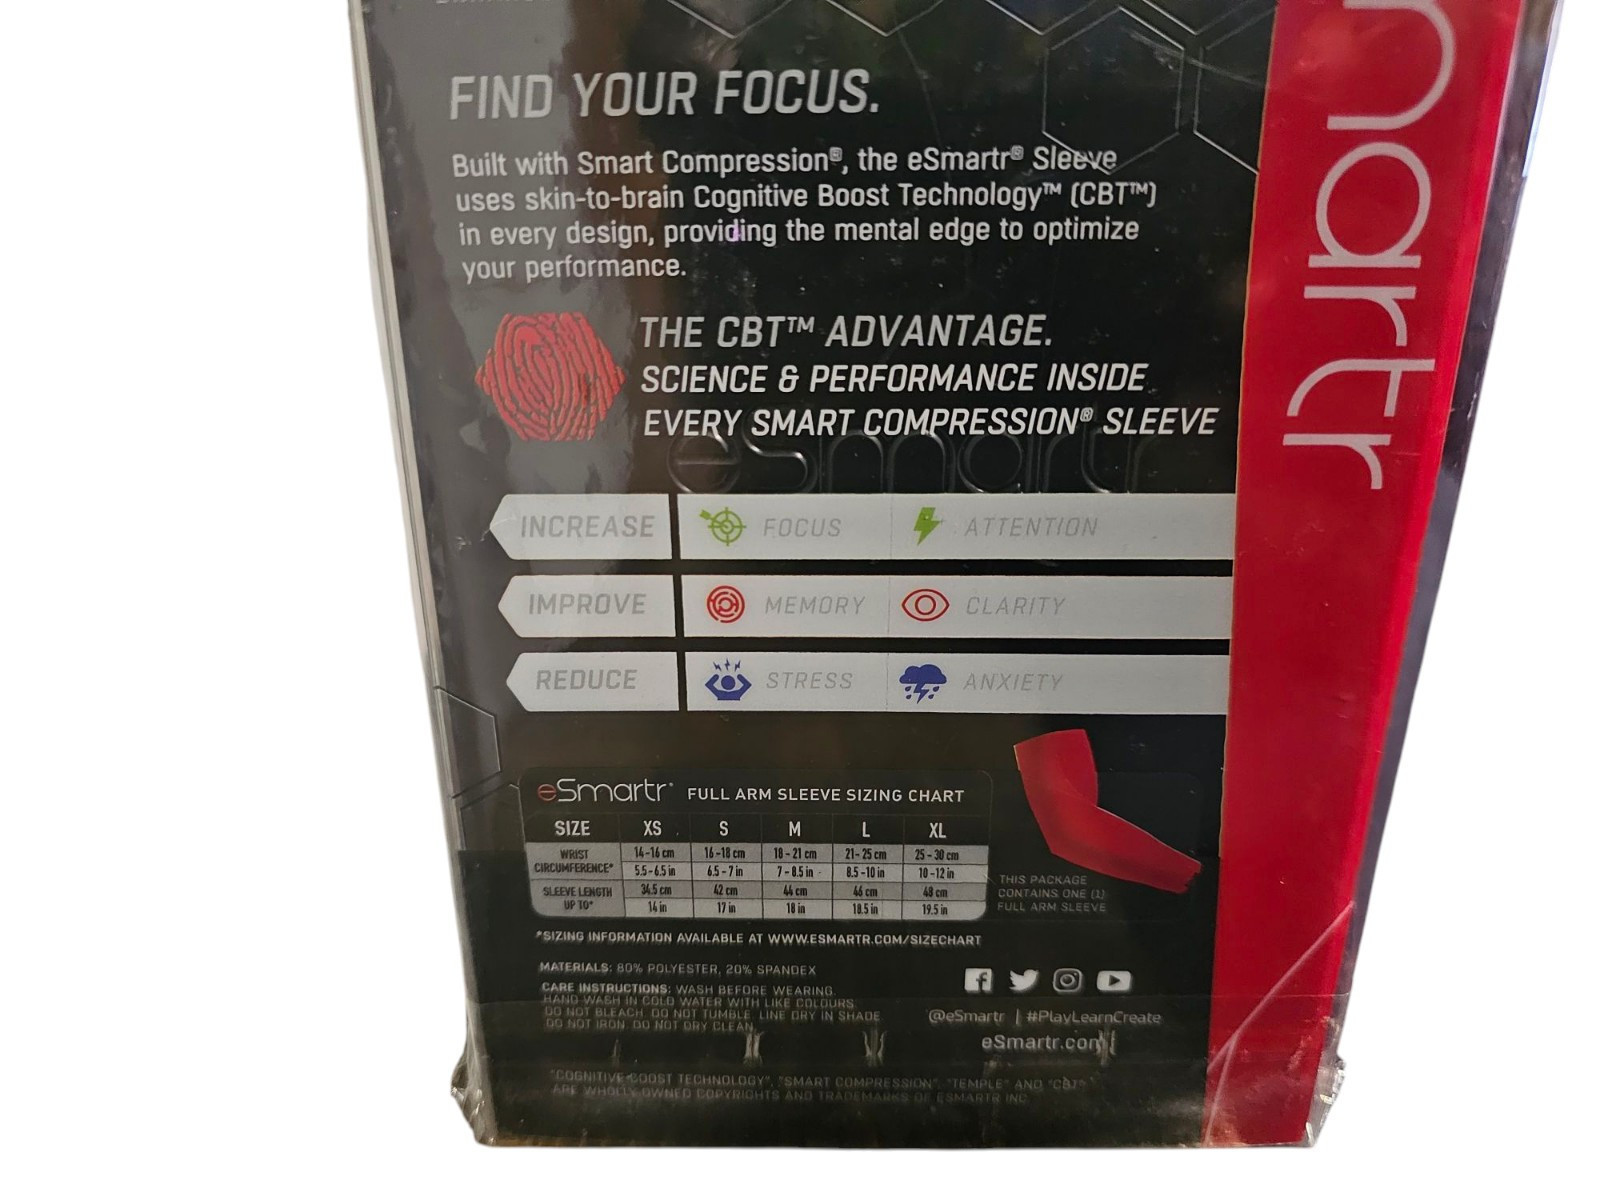 FIND YOUR FOCUS.
Built with Smart Compression®, the eSmartr® Sleeve
uses skin-to-brain Cognitive Boost Technology™ (CBT™)
in every design, providing the mental edge to optimize
your performance.
THE CBT™ ADVANTAGE.
SCIENCE & PERFORMANCE INSIDE
EVERY SMART COMPRESSION® SLEEVE
eSmartr
INCREASE FOCUS ATTENTION
IMPROVE MEMORY CLARITY
REDUCE STRESS ANXIETY
eSmartr® FULL ARM SLEEVE SIZING CHART
SIZE XS S M L XL
WRIST CIRCUMFERENCE* 14-16 cm 16-18 cm 18 - 21 cm 21- 25 cm 25 - 30 cm
5.5-6.5 in 6.5 - 7 in 7 - 8.5 in 8.5 -10 in 10 -12 in
SLEEVE LENGTH UP TO* 34.5 cm 42 cm 44 cm 46 cm 48 cm
14 in 17 in 18 in 18.5 in 19.5 in
THIS PACKAGE
CONTAINS ONE (1)
FULL ARM SLEEVE
*SIZING INFORMATION AVAILABLE AT WWW.ESMARTR.COM/SIZECHART
MATERIALS: 80% POLYESTER, 20% SPANDEX
CARE INSTRUCTIONS: WASH BEFORE WEARING.
HAND WASH IN COLD WATER WITH LIKE COLOURS.
DO NOT BLEACH. DO NOT TUMBLE. LINE DRY IN SHADE.
DO NOT IRON. DO NOT DRY CLEAN.
@eSmartr | #PlayLearnCreate
eSmartr.com
"COGNITIVE BOOST TECHNOLOGY", "SMART COMPRESSION", "TEMPLE" AND "CBT"
ARE WHOLLY OWNED COPYRIGHTS AND TRADEMARKS OF ESMARTR INC.
martr